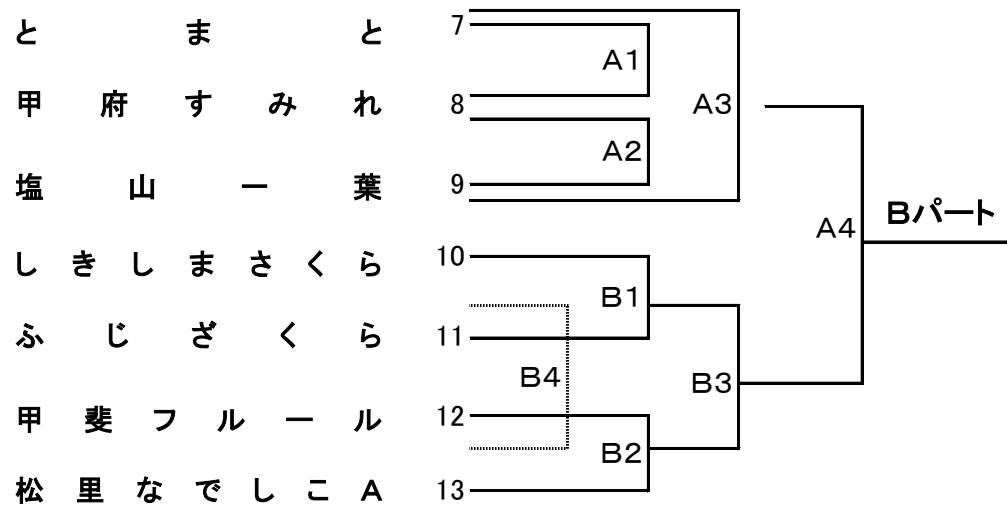 とまと 7
A1
甲府すみれ 8 A3
A2
塩山一葉 9
Bパート
A4
しきしまさくら 10
B1
ふじざくら 11
B4 B3
甲斐フルール 12
B2
松里なでしこA 13